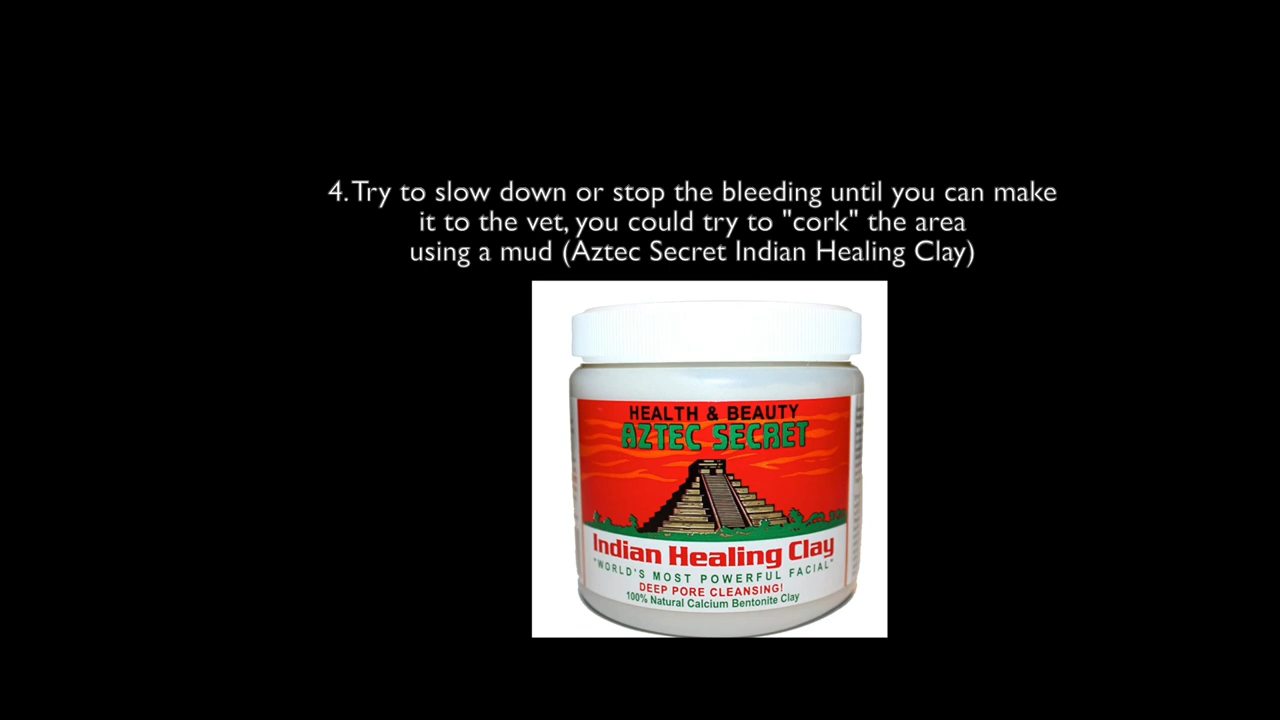 4. Try to slow down or stop the bleeding until you can make
it to the vet, you could try to "cork" the area
using a mud (Aztec Secret Indian Healing Clay)
HEALTH & BEAUTY
AZTEC SECRET
Indian Healing Clay
"WORLD'S MOST POWERFUL FACIAL"
DEEP PORE CLEANSING!
100% Natural Calcium Bentonite Clay